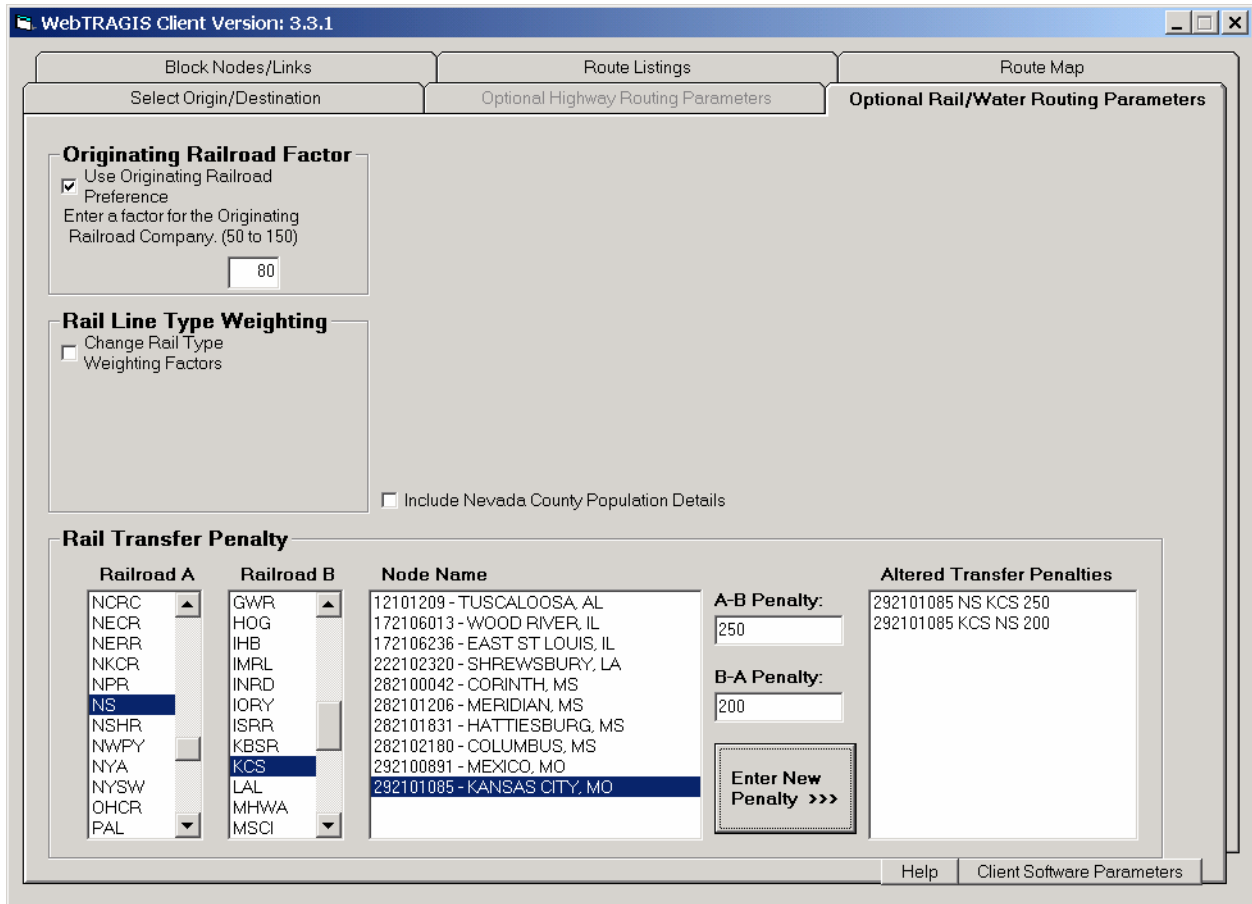 WebTRAGIS Client Version: 3.3.1
Block Nodes/Links
Route Listings
Route Map
Select Origin/Destination
Optional Highway Routing Parameters
Optional Rail/Water Routing Parameters
Originating Railroad Factor
Use Originating Railroad
Preference
Enter a factor for the Originating
Railroad Company. (50 to 150)
80
Rail Line Type Weighting
Change Rail Type
Weighting Factors
Include Nevada County Population Details
Rail Transfer Penalty
Railroad A
NCRC
NECR
NERR
NKCR
NPR
NS
NSHR
NWPY
NYA
NYSW
OHCR
PAL
Railroad B
GWR
HOG
IHB
IMRL
INRD
IORY
ISRR
KBSR
KCS
LAL
MHWA
MSCI
Node Name
12101209 - TUSCALOOSA, AL
172106013 - WOOD RIVER, IL
172106236 - EAST ST LOUIS, IL
222102320 - SHREWSBURY, LA
282100042 - CORINTH, MS
282101206 - MERIDIAN, MS
282101831 - HATTIESBURG, MS
282102180 - COLUMBUS, MS
292100891 - MEXICO, MO
292101085 - KANSAS CITY, MO
A-B Penalty:
250
B-A Penalty:
200
Enter New
Penalty >>>
Altered Transfer Penalties
292101085 NS KCS 250
292101085 KCS NS 200
Help
Client Software Parameters